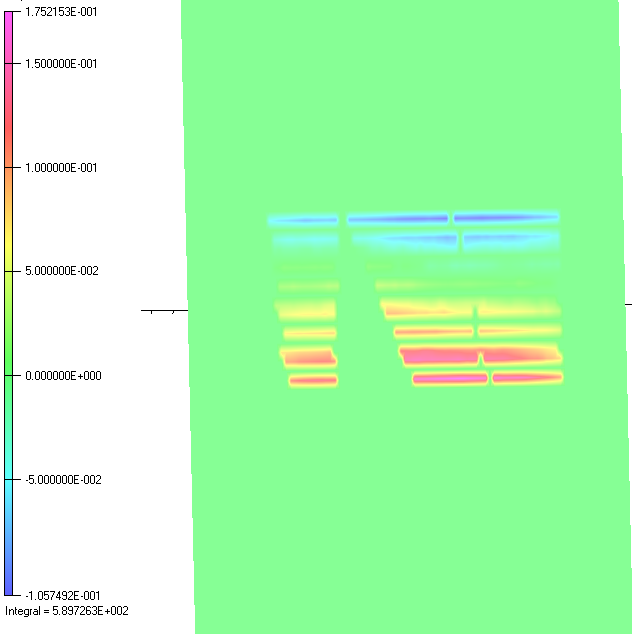 1.752153E-001
1.500000E-001
1.000000E-001
5.000000E-002
0.000000E+000
-5.000000E-002
-1.057492E-001
Integral = 5.897263E+002